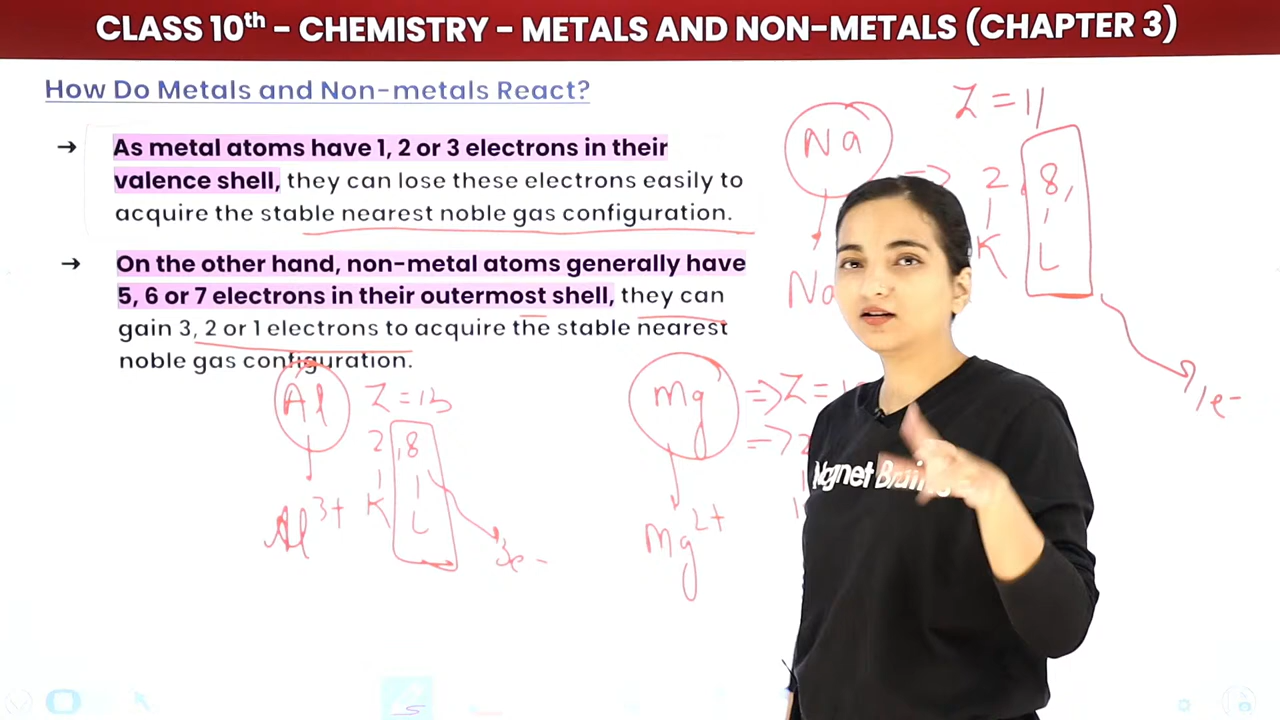 CLASS 10th - CHEMISTRY - METALS AND NON-METALS (CHAPTER 3)
How Do Metals and Non-metals React?
→ As metal atoms have 1, 2 or 3 electrons in their
valence shell, they can lose these electrons easily to
acquire the stable nearest noble gas configuration.
→ On the other hand, non-metal atoms generally have
5, 6 or 7 electrons in their outermost shell, they can
gain 3, 2 or 1 electrons to acquire the stable nearest
noble gas configuration.
Z = 11
Na
⇒ 2, 8,
K L
Na
1e-
Al Z = 13
2, 8
K L
Al3+
3e-
Mg ⇒ Z =
⇒ 2
Mg2+
Magnet Brains